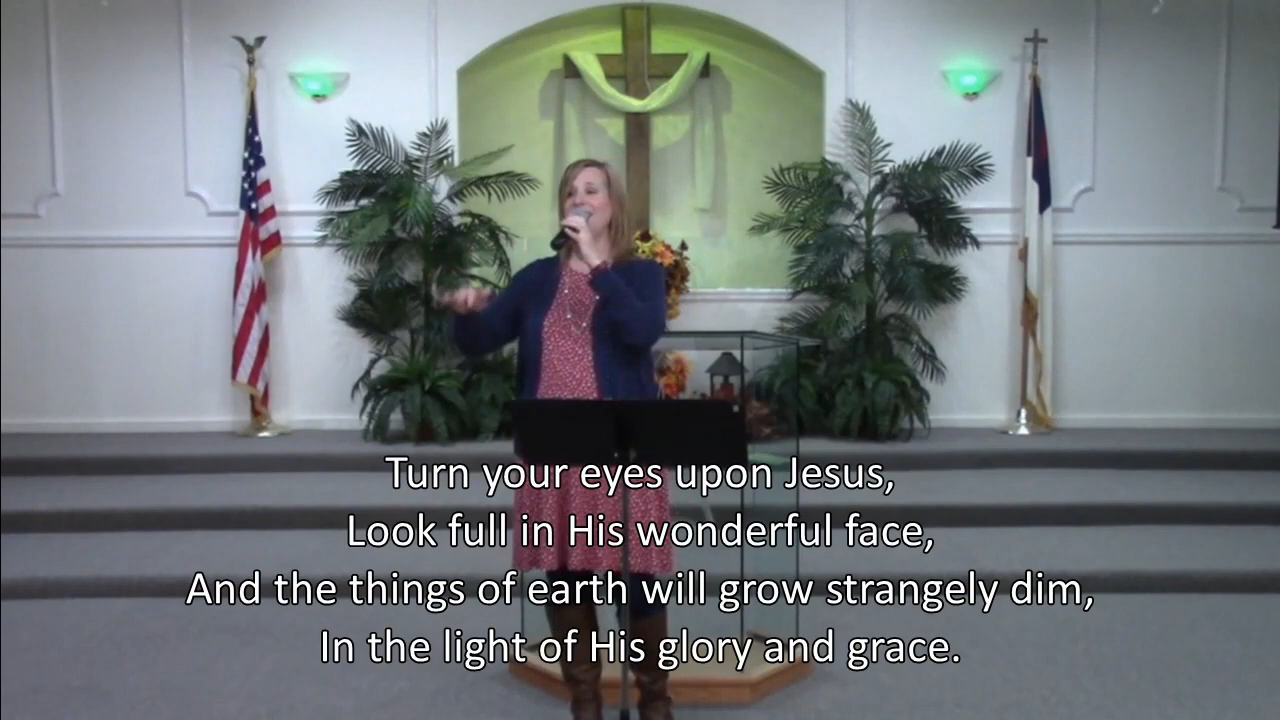 Turn your eyes upon Jesus,
Look full in His wonderful face,
And the things of earth will grow strangely dim,
In the light of His glory and grace.